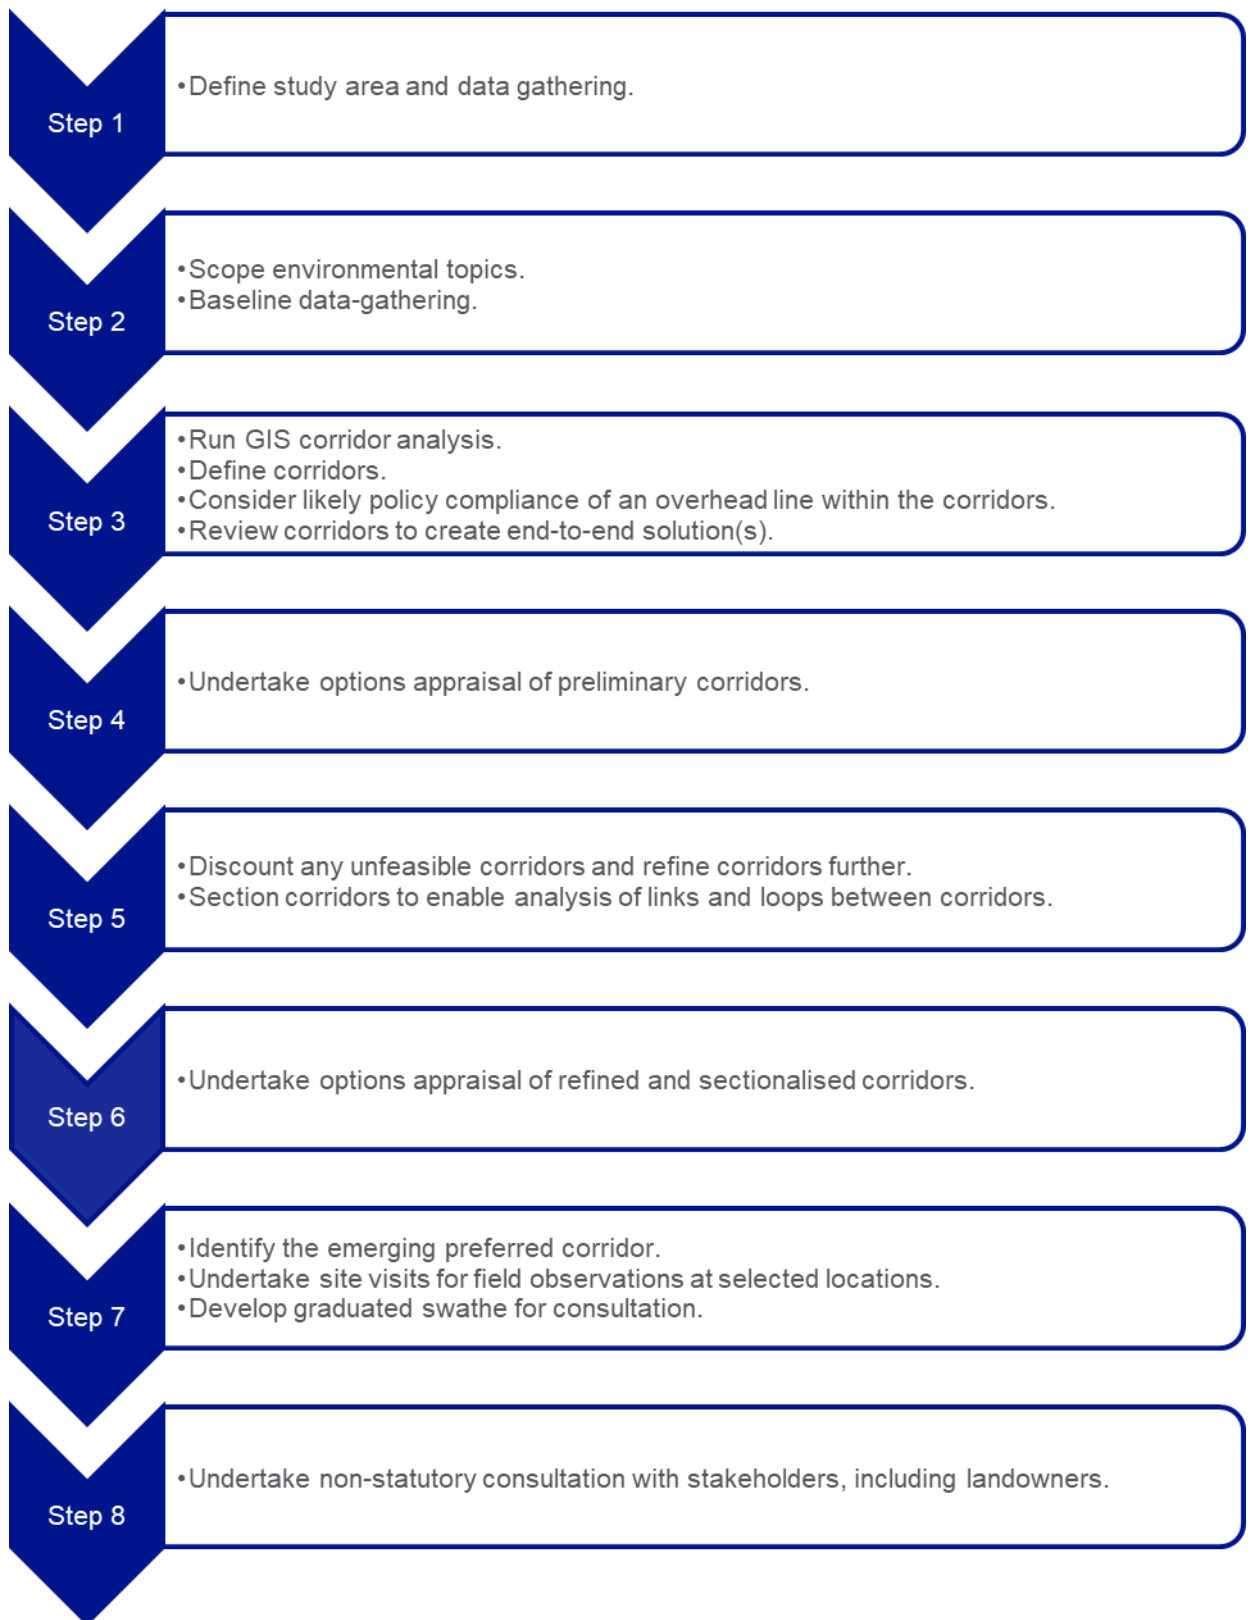 Step 1
•Define study area and data gathering.
Step 2
•Scope environmental topics.
•Baseline data-gathering.
Step 3
•Run GIS corridor analysis.
•Define corridors.
•Consider likely policy compliance of an overhead line within the corridors.
•Review corridors to create end-to-end solution(s).
Step 4
•Undertake options appraisal of preliminary corridors.
Step 5
•Discount any unfeasible corridors and refine corridors further.
•Section corridors to enable analysis of links and loops between corridors.
Step 6
•Undertake options appraisal of refined and sectionalised corridors.
Step 7
•Identify the emerging preferred corridor.
•Undertake site visits for field observations at selected locations.
•Develop graduated swathe for consultation.
Step 8
•Undertake non-statutory consultation with stakeholders, including landowners.